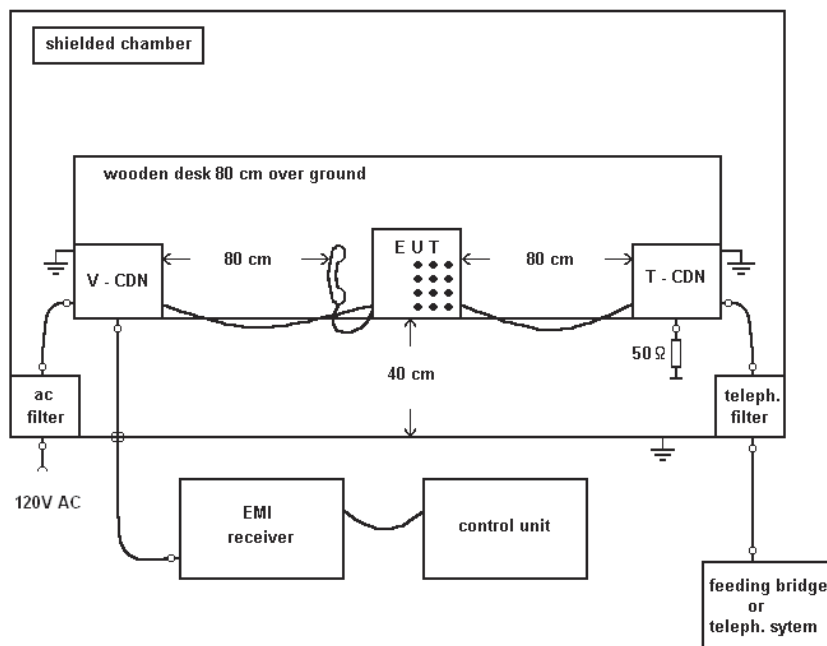 shielded chamber
wooden desk 80 cm over ground
E U T
80 cm
80 cm
V - CDN
T - CDN
50 Ω
40 cm
ac
filter
teleph.
filter
120V AC
EMI
receiver
control unit
feeding bridge
or
teleph. sytem